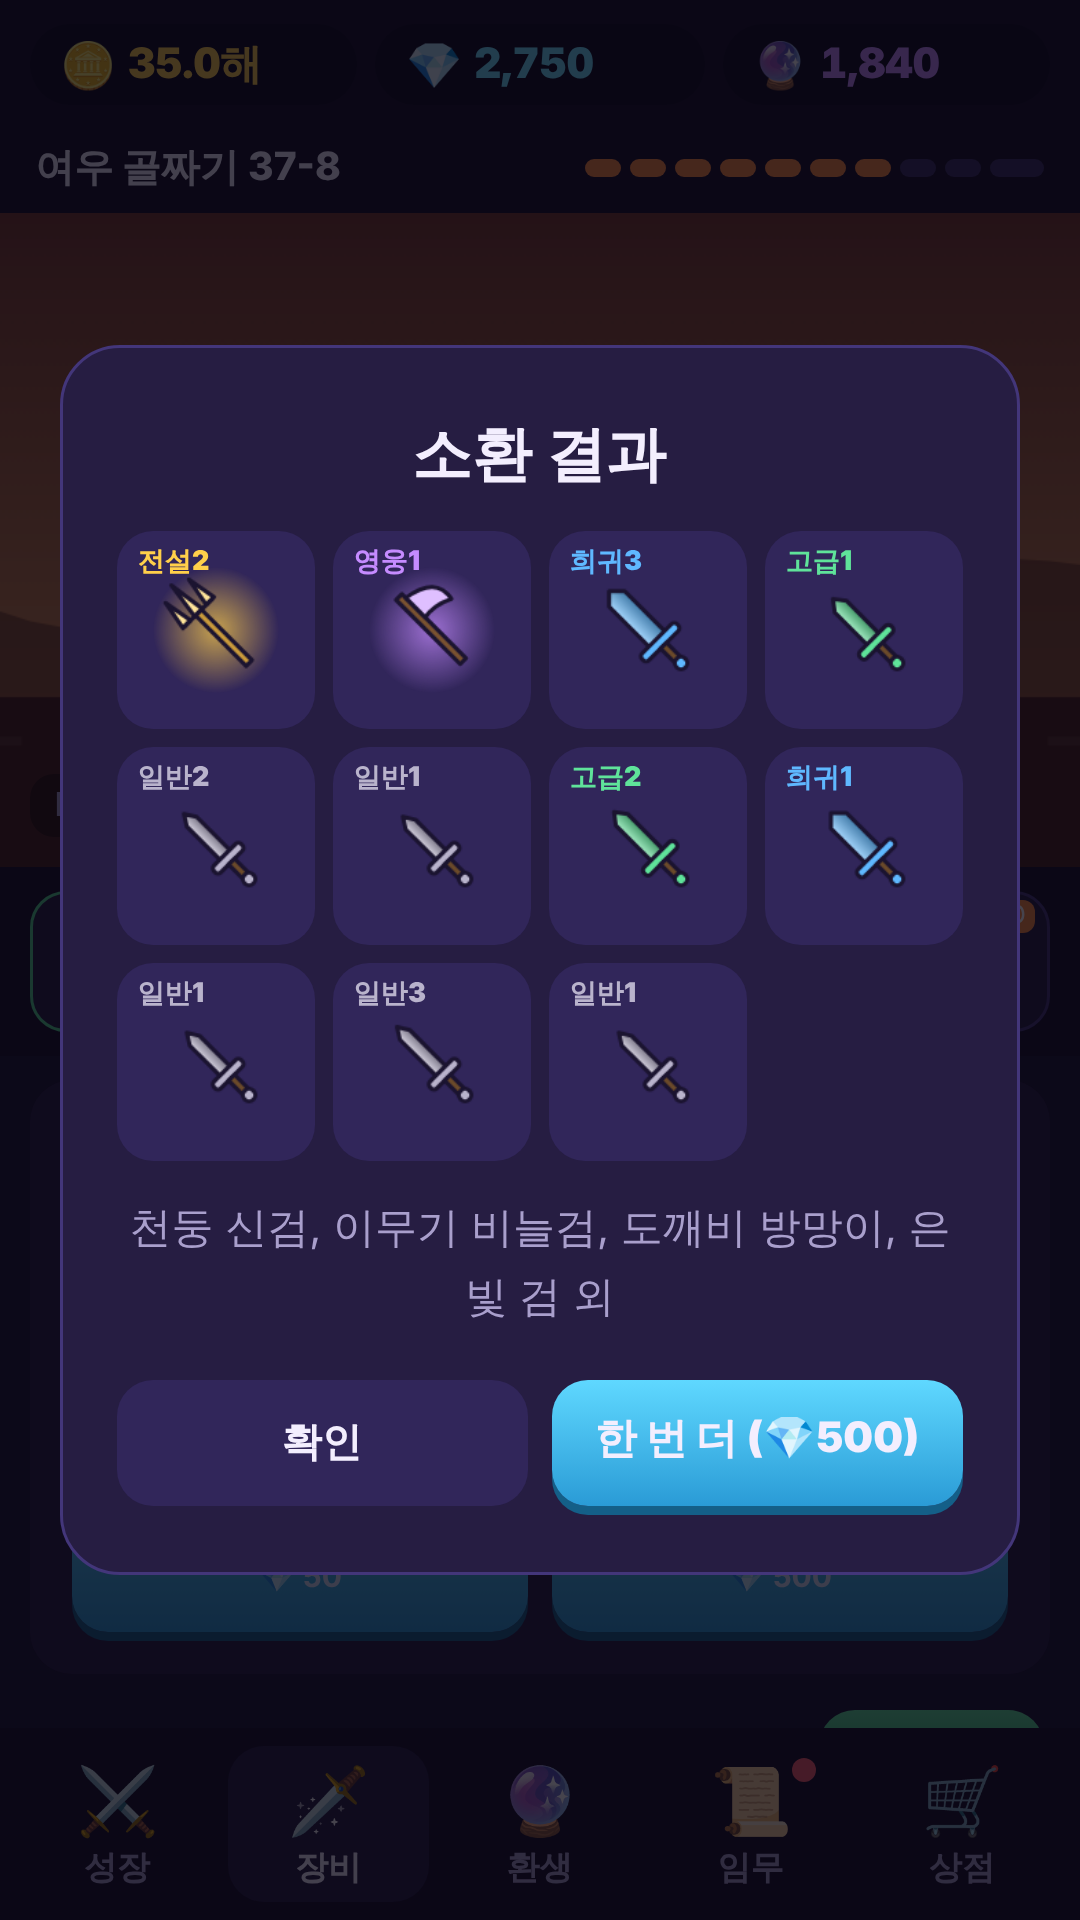 35.0해 2,750 1,840
여우 골짜기 37-8
소환 결과
전설2 영웅1 희귀3 고급1
일반2 일반1 고급2 희귀1
일반1 일반3 일반1
천둥 신검, 이무기 비늘검, 도깨비 방망이, 은
빛 검 외
확인 한 번 더 (💎500)
50 500
성장 장비 환생 임무 상점